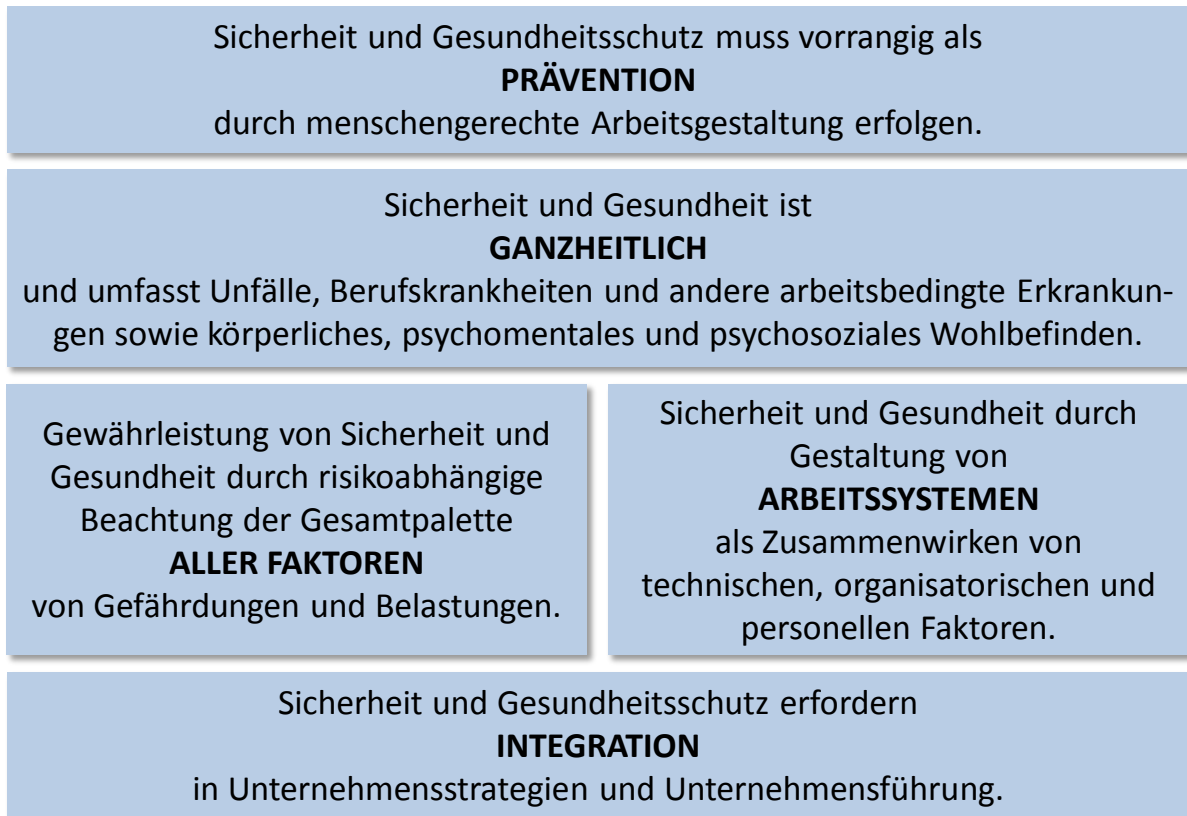 Sicherheit und Gesundheitsschutz muss vorrangig als
PRÄVENTION
durch menschengerechte Arbeitsgestaltung erfolgen.
Sicherheit und Gesundheit ist
GANZHEITLICH
und umfasst Unfälle, Berufskrankheiten und andere arbeitsbedingte Erkrankun-
gen sowie körperliches, psychomentales und psychosoziales Wohlbefinden.
Gewährleistung von Sicherheit und
Gesundheit durch risikoabhängige
Beachtung der Gesamtpalette
ALLER FAKTOREN
von Gefährdungen und Belastungen.
Sicherheit und Gesundheit durch
Gestaltung von
ARBEITSSYSTEMEN
als Zusammenwirken von
technischen, organisatorischen und
personellen Faktoren.
Sicherheit und Gesundheitsschutz erfordern
INTEGRATION
in Unternehmensstrategien und Unternehmensführung.